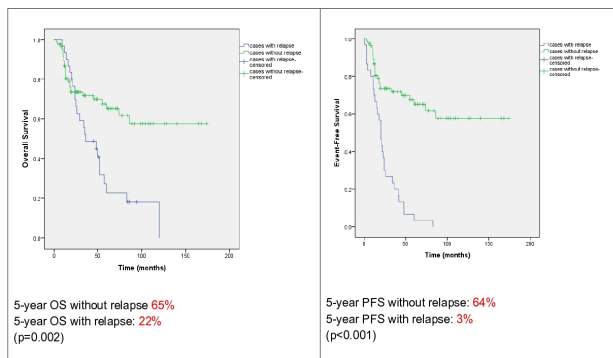 1.0
0.8
0.6
0.4
0.2
0.0
Overall Survival
0
50
100
150
200
Time (months)
cases with relapse
cases without relapse
cases with relapse-
censored
cases without relapse-
censored
5-year OS without relapse 65%
5-year OS with relapse: 22%
(p=0.002)
1.0
0.8
0.6
0.4
0.2
0.0
Event-Free Survival
0
50
100
150
200
Time (months)
cases with relapse
cases without relapse
cases with relapse-
censored
cases without relapse-
censored
5-year PFS without relapse: 64%
5-year PFS with relapse: 3%
(p<0.001)